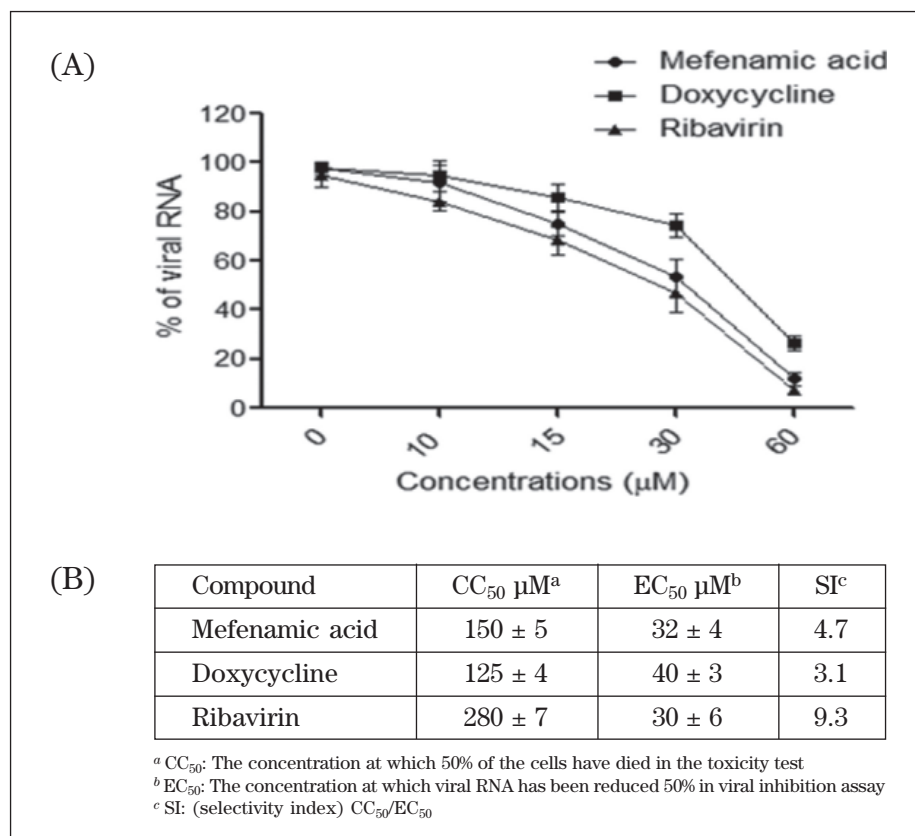 (A)
Mefenamic acid
Doxycycline
Ribavirin
120
100
80
60
40
20
0
% of viral RNA
0 10 15 30 60
Concentrations (µM)
(B)
Compound CC₅₀ µMᵃ EC₅₀ µMᵇ SIᶜ
Mefenamic acid 150 ± 5 32 ± 4 4.7
Doxycycline 125 ± 4 40 ± 3 3.1
Ribavirin 280 ± 7 30 ± 6 9.3
ᵃ CC₅₀: The concentration at which 50% of the cells have died in the toxicity test
ᵇ EC₅₀: The concentration at which viral RNA has been reduced 50% in viral inhibition assay
ᶜ SI: (selectivity index) CC₅₀/EC₅₀